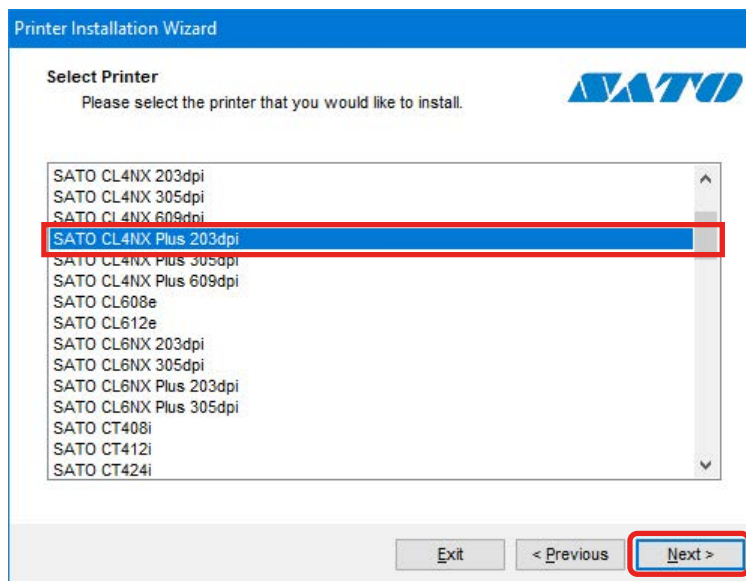 Printer Installation Wizard
Select Printer
Please select the printer that you would like to install.
SATO
SATO CL4NX 203dpi
SATO CL4NX 305dpi
SATO CL4NX 609dpi
SATO CL4NX Plus 203dpi
SATO CL4NX Plus 305dpi
SATO CL4NX Plus 609dpi
SATO CL608e
SATO CL612e
SATO CL6NX 203dpi
SATO CL6NX 305dpi
SATO CL6NX Plus 203dpi
SATO CL6NX Plus 305dpi
SATO CT408i
SATO CT412i
SATO CT424i
Exit < Previous Next >